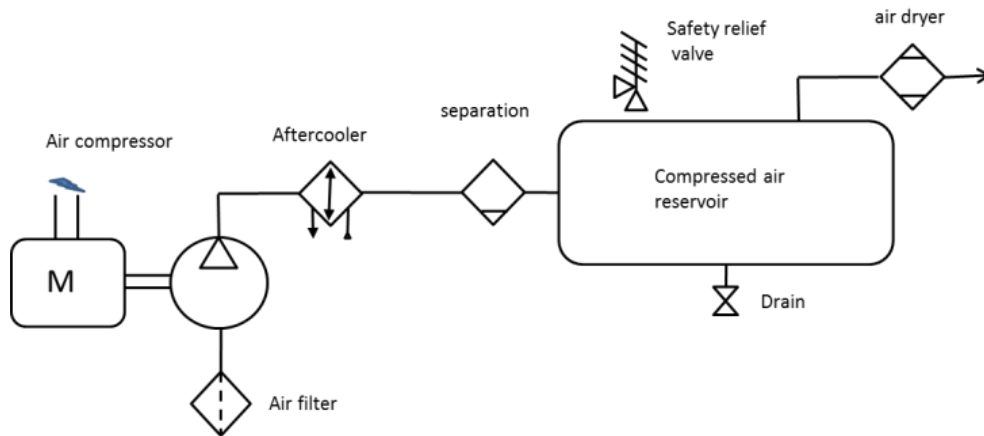 air dryer
Safety relief
valve
separation
Aftercooler
Air compressor
Compressed air
reservoir
M
Drain
Air filter